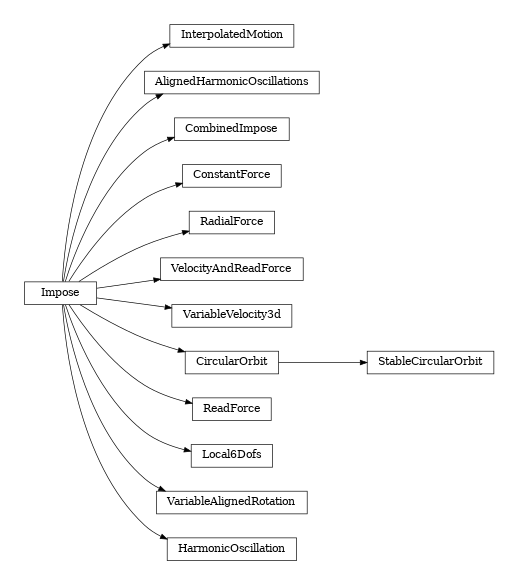 InterpolatedMotion
AlignedHarmonicOscillations
CombinedImpose
ConstantForce
RadialForce
VelocityAndReadForce
Impose
VariableVelocity3d
CircularOrbit
StableCircularOrbit
ReadForce
Local6Dofs
VariableAlignedRotation
HarmonicOscillation